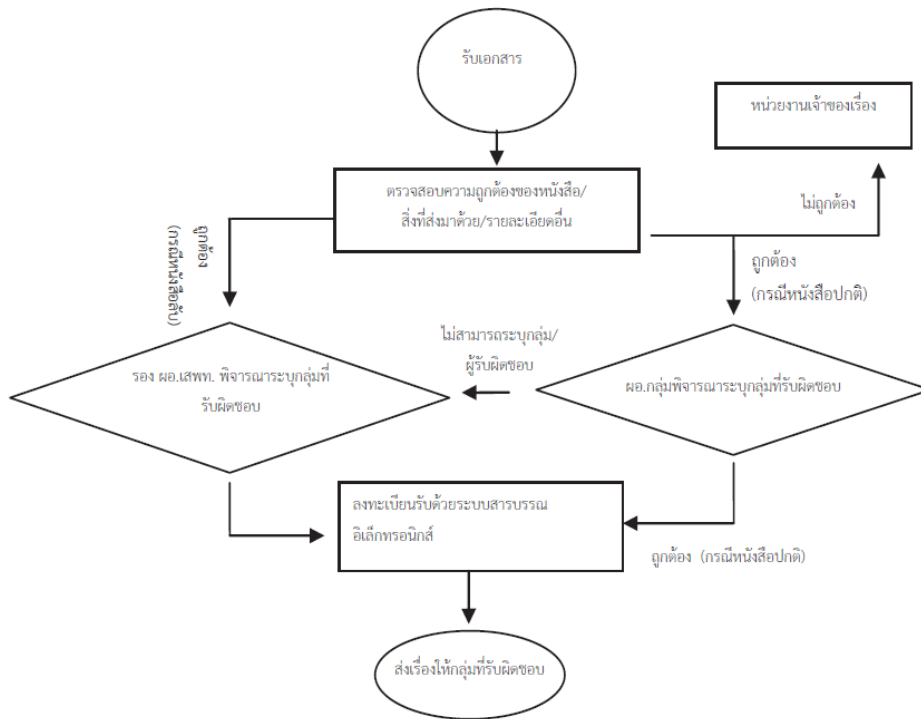 รับเอกสาร
หน่วยงานเจ้าของเรื่อง
ตรวจสอบความถูกต้องของหนังสือ/
สิ่งที่ส่งมาด้วย/รายละเอียดอื่น
ไม่ถูกต้อง
ถูกต้อง
(กรณีหนังสือลับ)
ถูกต้อง
(กรณีหนังสือปกติ)
ไม่สามารถระบุกลุ่ม/
ผู้รับผิดชอบ
รอง ผอ.เสพท. พิจารณาระบุกลุ่มที่
รับผิดชอบ
ผอ.กลุ่มพิจารณาระบุกลุ่มที่รับผิดชอบ
ลงทะเบียนรับด้วยระบบสารบรรณ
อิเล็กทรอนิกส์
ถูกต้อง (กรณีหนังสือปกติ)
ส่งเรื่องให้กลุ่มที่รับผิดชอบ